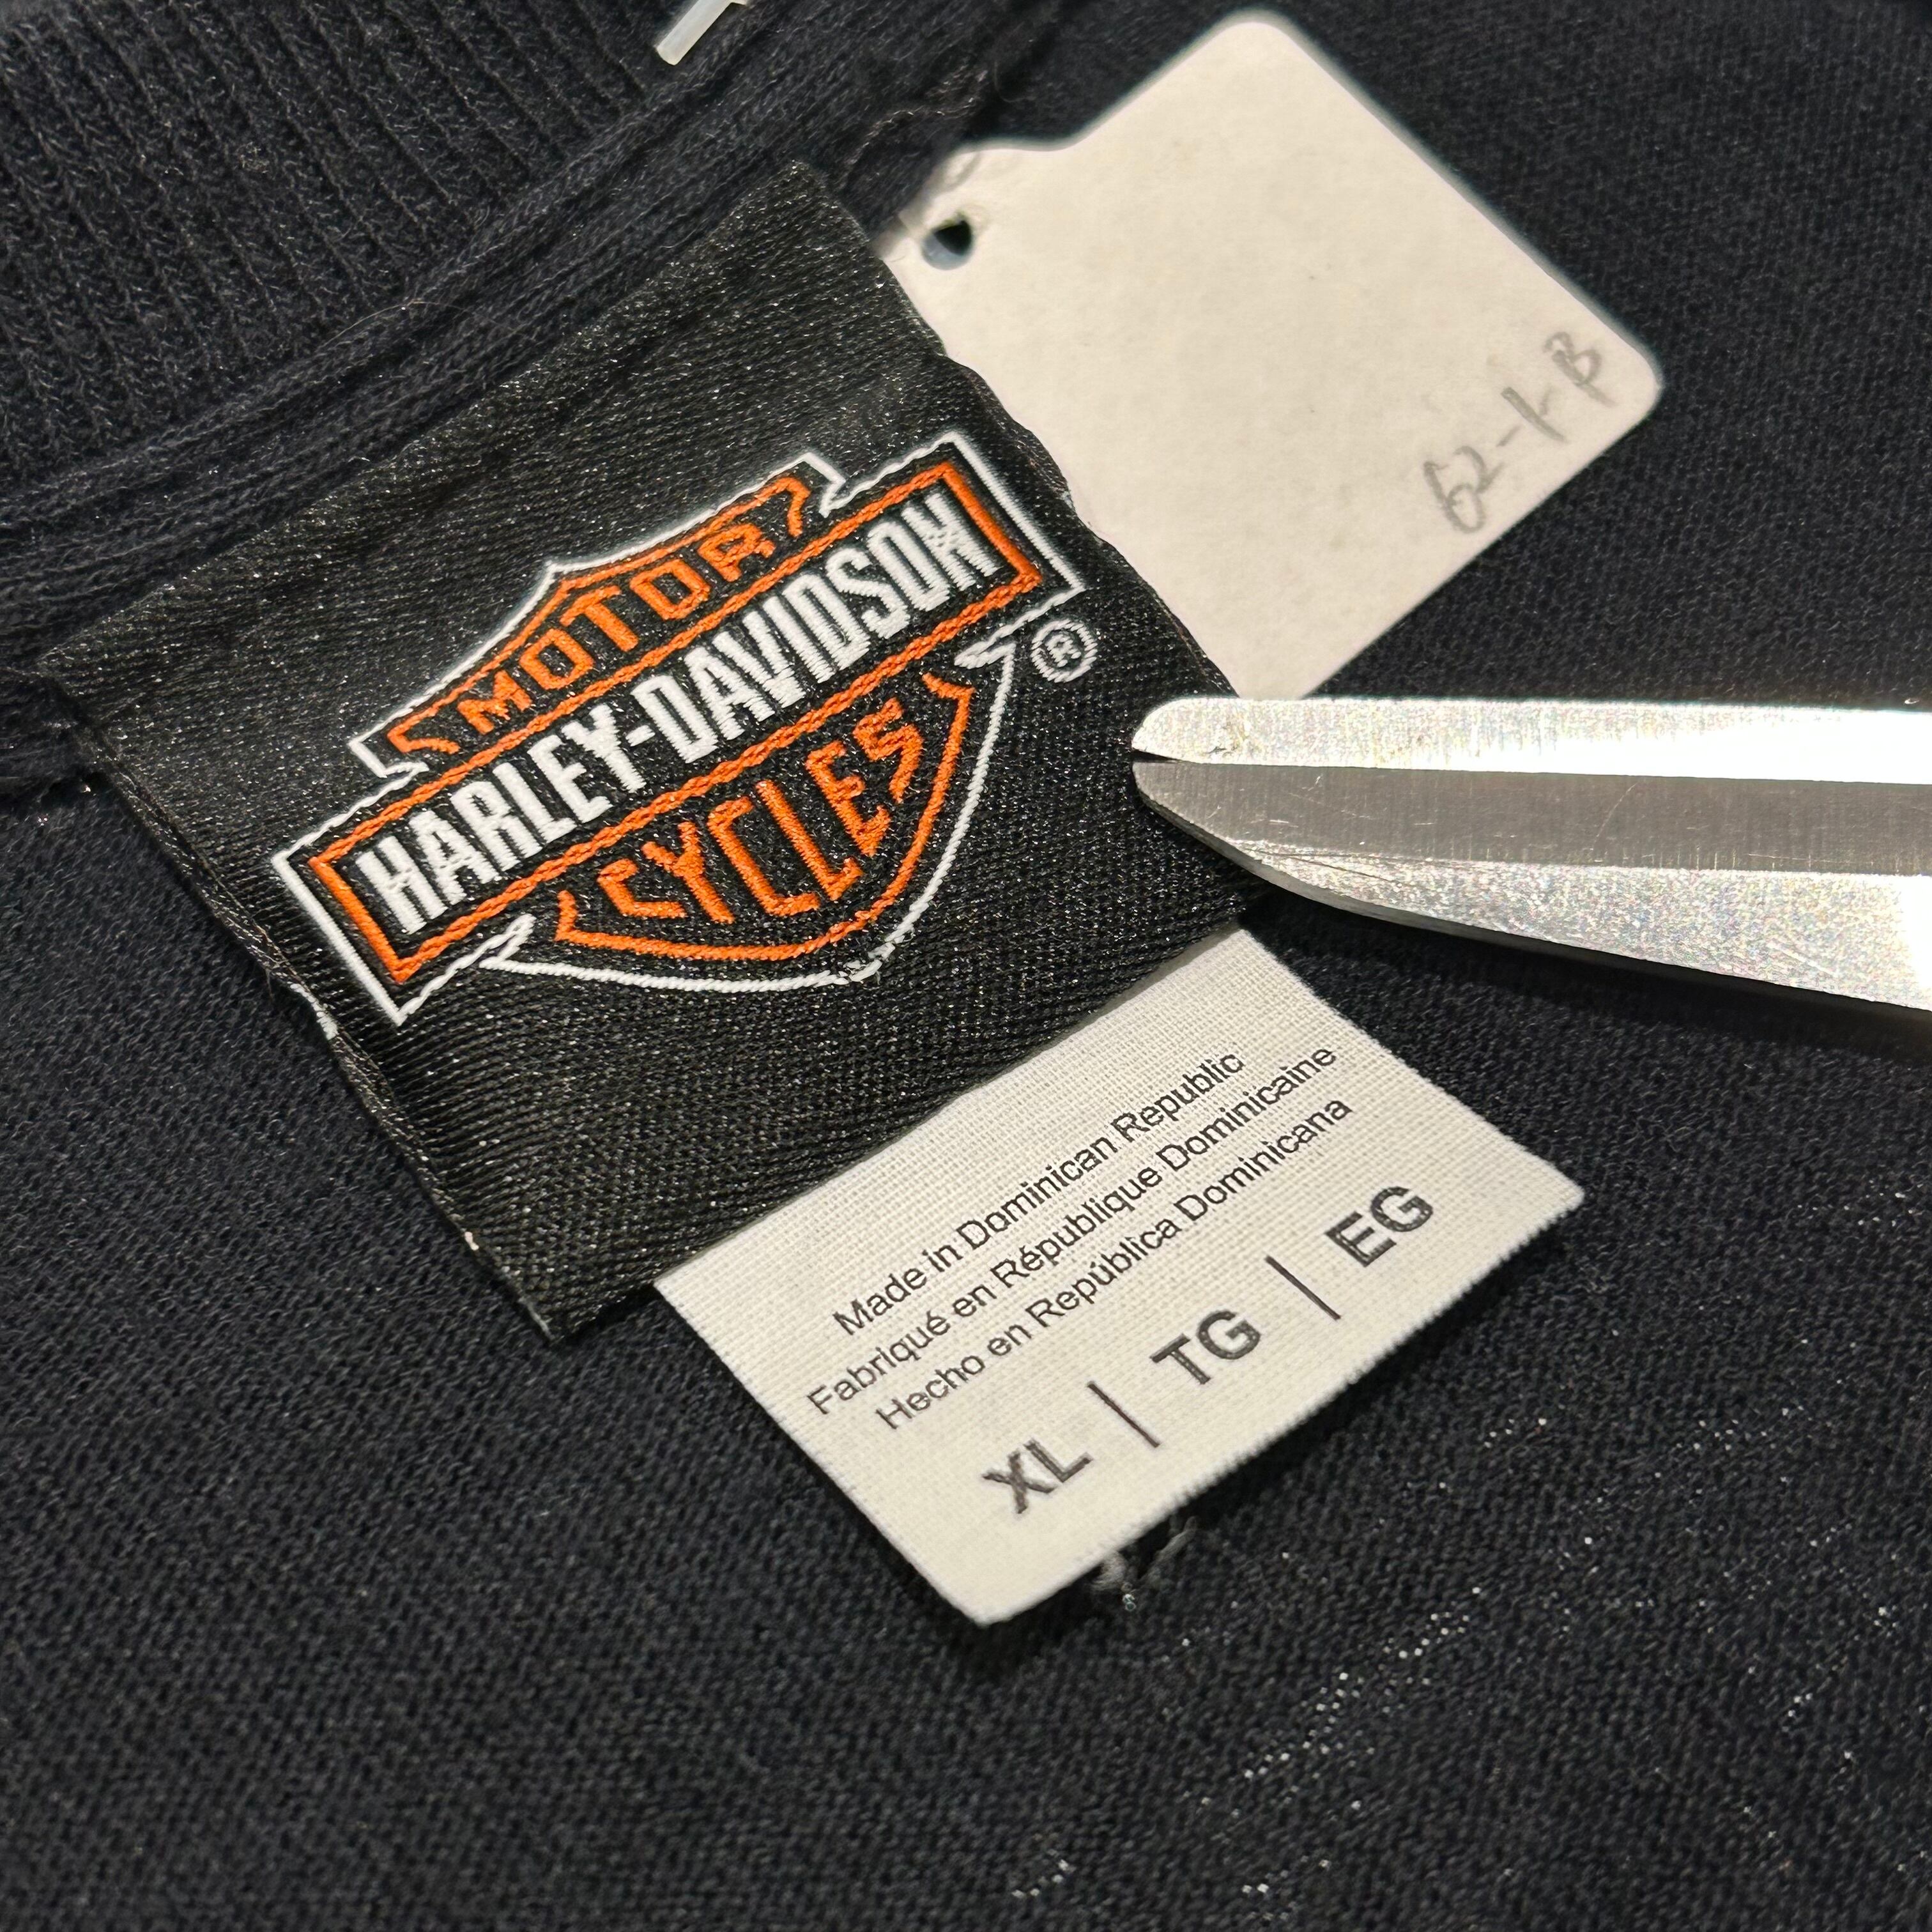 62-1-B
MOTOR
HARLEY-DAVIDSON
®
CYCLES
Made in Dominican Republic
Fabriqué en République Dominicaine
Hecho en República Dominicana
XL | TG | EG